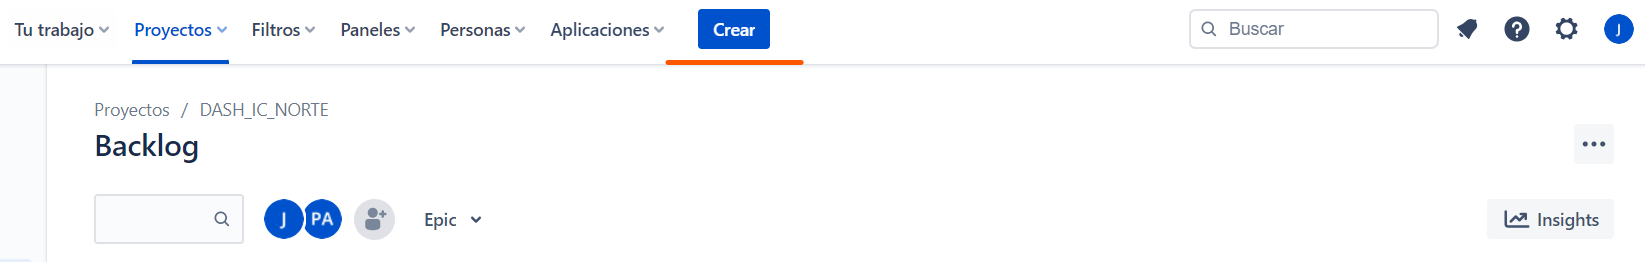 Tu trabajo Proyectos Filtros Paneles Personas Aplicaciones Crear Buscar J
Proyectos / DASH_IC_NORTE
Backlog
J PA Epic Insights